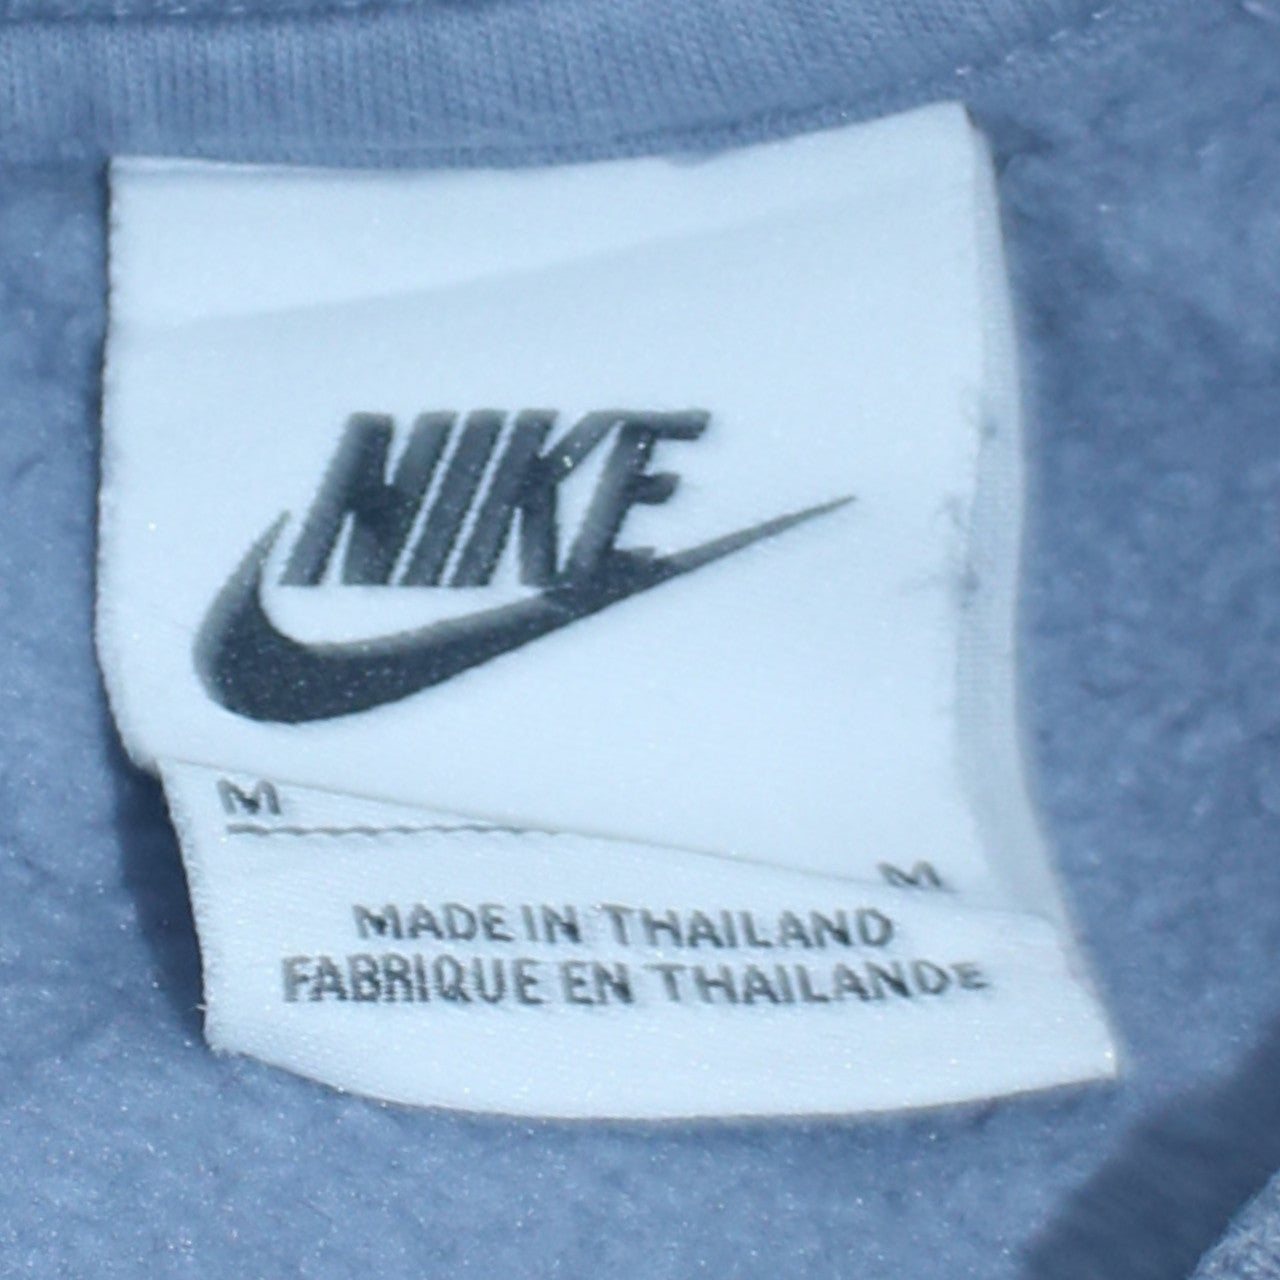 NIKE
M
M
MADE IN THAILAND
FABRIQUE EN THAILANDE